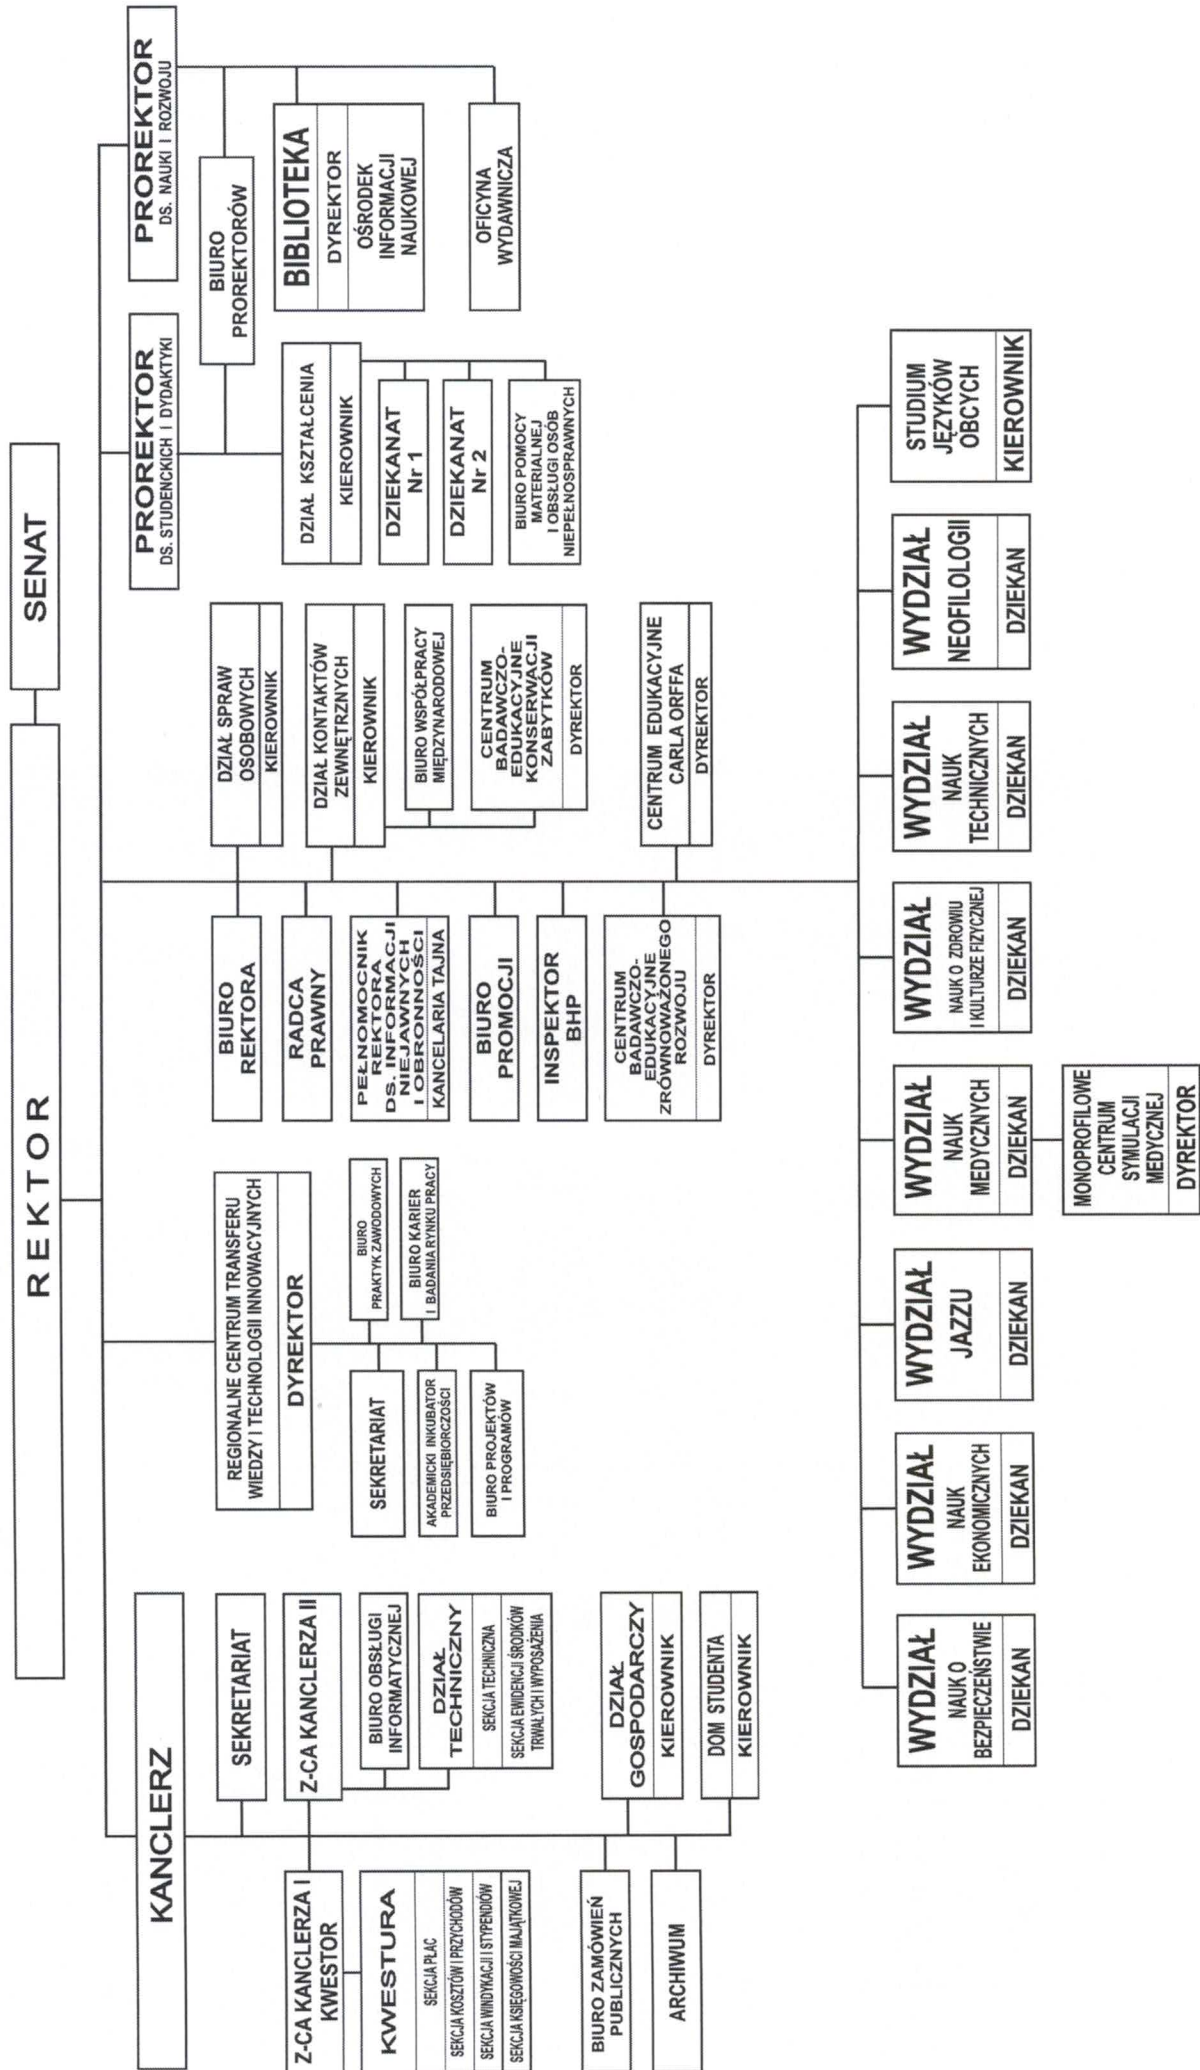 REKTOR
SENAT
KANCLERZ
SEKRETARIAT
Z-CA KANCLERZA I
KWESTOR
KWESTURA
SEKCJA PŁAC
SEKCJA KOSZTÓW I PRZYCHODÓW
SEKCJA WINDYKACJI I STYPENDIÓW
SEKCJA KSIĘGOWOŚCI MAJĄTKOWEJ
Z-CA KANCLERZA II
BIURO OBSŁUGI
INFORMATYCZNEJ
DZIAŁ
TECHNICZNY
SEKCJA TECHNICZNA
SEKCJA EWIDENCJI ŚRODKÓW
TRWAŁYCH I WYPOSAŻENIA
BIURO ZAMÓWIEŃ
PUBLICZNYCH
DZIAŁ
GOSPODARCZY
KIEROWNIK
ARCHIWUM
DOM STUDENTA
KIEROWNIK
REGIONALNE CENTRUM TRANSFERU
WIEDZY I TECHNOLOGII INNOWACYJNYCH
DYREKTOR
BIURO
PRAKTYK ZAWODOWYCH
SEKRETARIAT
BIURO KARIER
I BADANIA RYNKU PRACY
AKADEMICKI INKUBATOR
PRZEDSIĘBIORCZOŚCI
BIURO PROJEKTÓW
I PROGRAMÓW
BIURO
REKTORA
DZIAŁ SPRAW
OSOBOWYCH
KIEROWNIK
RADCA
PRAWNY
DZIAŁ KONTAKTÓW
ZEWNĘTRZNYCH
KIEROWNIK
PEŁNOMOCNIK
REKTORA
DS. INFORMACJI
NIEJAWNYCH
I OBRONNOŚCI
KANCELARIA TAJNA
BIURO WSPÓŁPRACY
MIĘDZYNARODOWEJ
BIURO
PROMOCJI
CENTRUM
BADAWCZO-
EDUKACYJNE
KONSERWACJI
ZABYTKÓW
DYREKTOR
INSPEKTOR
BHP
CENTRUM
BADAWCZO-
EDUKACYJNE
ZRÓWNOWAŻONEGO
ROZWOJU
DYREKTOR
CENTRUM EDUKACYJNE
CARLA ORFFA
DYREKTOR
PROREKTOR
DS. STUDENCKICH I DYDAKTYKI
PROREKTOR
DS. NAUKI I ROZWOJU
BIURO
PROREKTORÓW
DZIAŁ KSZTAŁCENIA
KIEROWNIK
DZIEKANAT
Nr 1
DZIEKANAT
Nr 2
BIURO POMOCY
MATERIALNEJ
I OBSŁUGI OSÓB
NIEPEŁNOSPRAWNYCH
BIBLIOTEKA
DYREKTOR
OŚRODEK
INFORMACJI
NAUKOWEJ
OFICYNA
WYDAWNICZA
WYDZIAŁ
NAUK O
BEZPIECZEŃSTWIE
DZIEKAN
WYDZIAŁ
NAUK
EKONOMICZNYCH
DZIEKAN
WYDZIAŁ
JAZZU
DZIEKAN
WYDZIAŁ
NAUK
MEDYCZNYCH
DZIEKAN
MONOPROFILOWE
CENTRUM
SYMULACJI
MEDYCZNEJ
DYREKTOR
WYDZIAŁ
NAUK O ZDROWIU
I KULTURZE FIZYCZNEJ
DZIEKAN
WYDZIAŁ
NAUK
TECHNICZNYCH
DZIEKAN
WYDZIAŁ
NEOFILOLOGII
DZIEKAN
STUDIUM
JĘZYKÓW
OBCYCH
KIEROWNIK